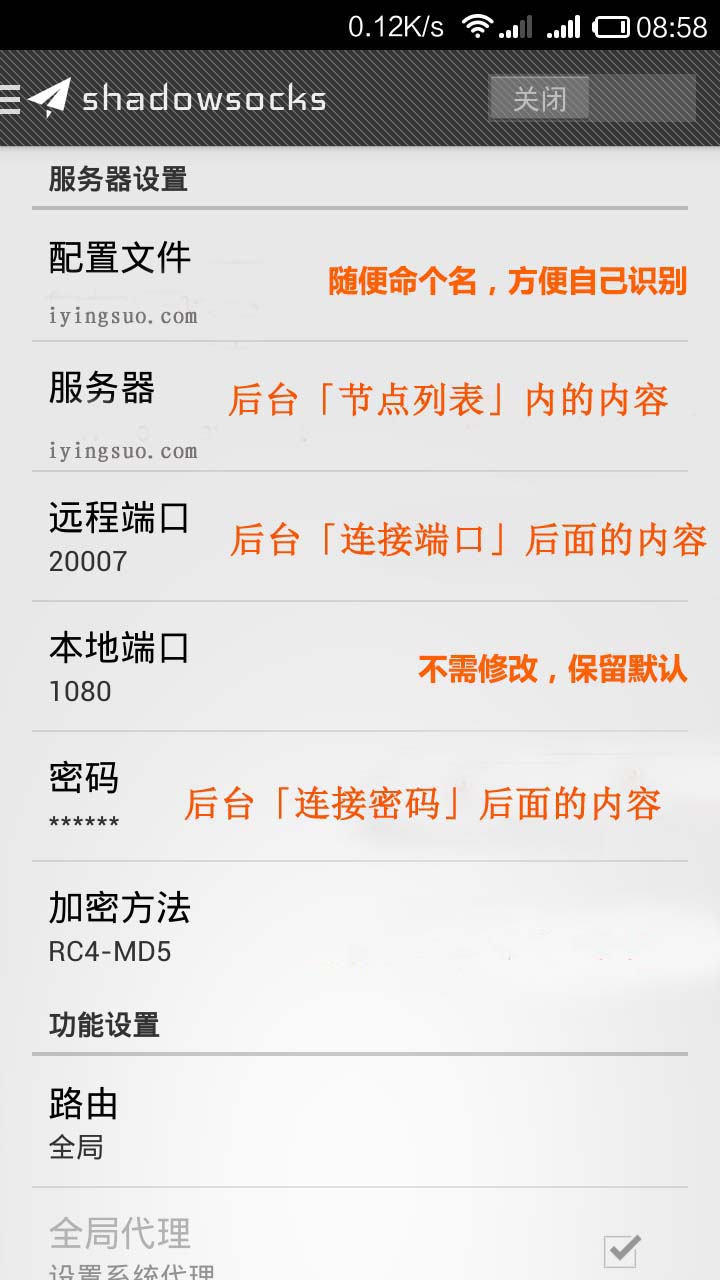 0.12K/s 08:58
shadowsocks 关闭
服务器设置
配置文件
随便命个名，方便自己识别
iyingsuo.com
服务器
后台「节点列表」内的内容
iyingsuo.com
远程端口
后台「连接端口」后面的内容
20007
本地端口
不需修改，保留默认
1080
密码
后台「连接密码」后面的内容
******
加密方法
RC4-MD5
功能设置
路由
全局
全局代理
设置系统代理